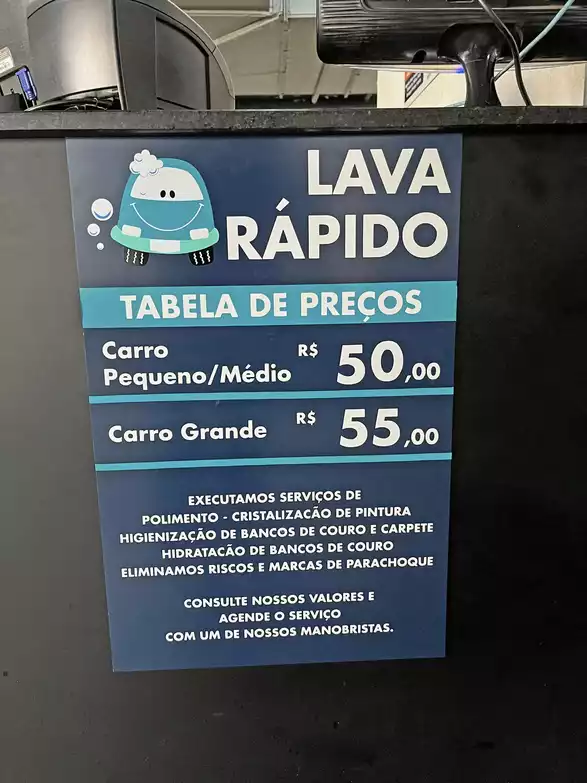 LAVA
RÁPIDO
TABELA DE PREÇOS
Carro
Pequeno/Médio R$ 50,00
Carro Grande R$ 55,00
EXECUTAMOS SERVIÇOS DE
POLIMENTO - CRISTALIZACÃO DE PINTURA
HIGIENIZAÇÃO DE BANCOS DE COURO E CARPETE
HIDRATACÃO DE BANCOS DE COURO
ELIMINAMOS RISCOS E MARCAS DE PARACHOQUE
CONSULTE NOSSOS VALORES E
AGENDE O SERVIÇO
COM UM DE NOSSOS MANOBRISTAS.